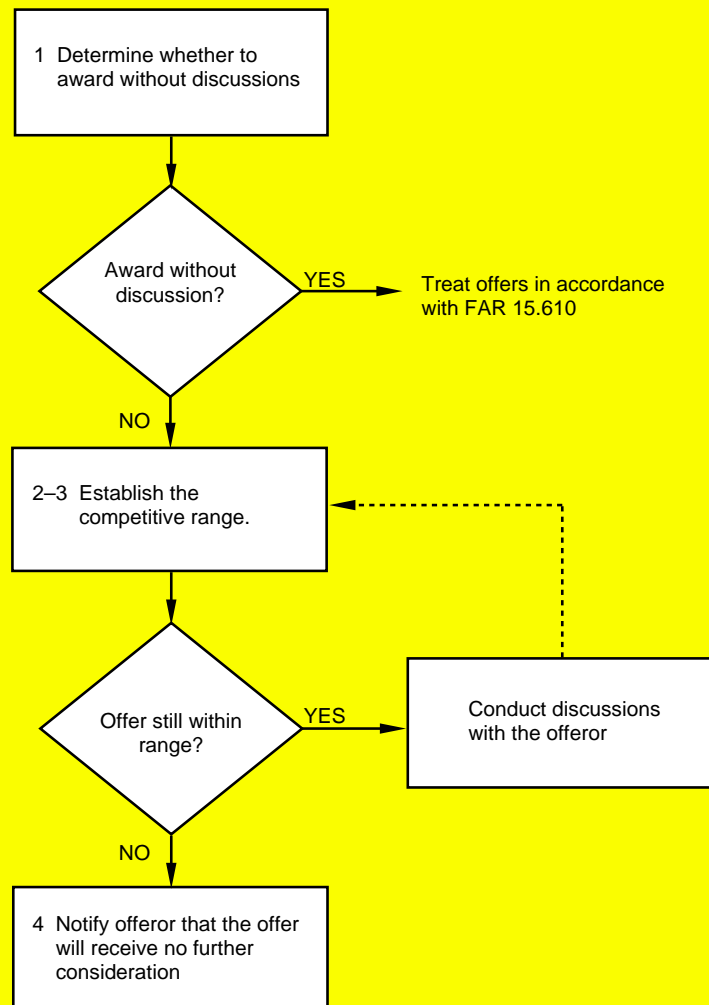 1 Determine whether to
award without discussions
Award without
discussion?
YES
Treat offers in accordance
with FAR 15.610
NO
2–3 Establish the
competitive range.
Offer still within
range?
YES
Conduct discussions
with the offeror
NO
4 Notify offeror that the offer
will receive no further
consideration